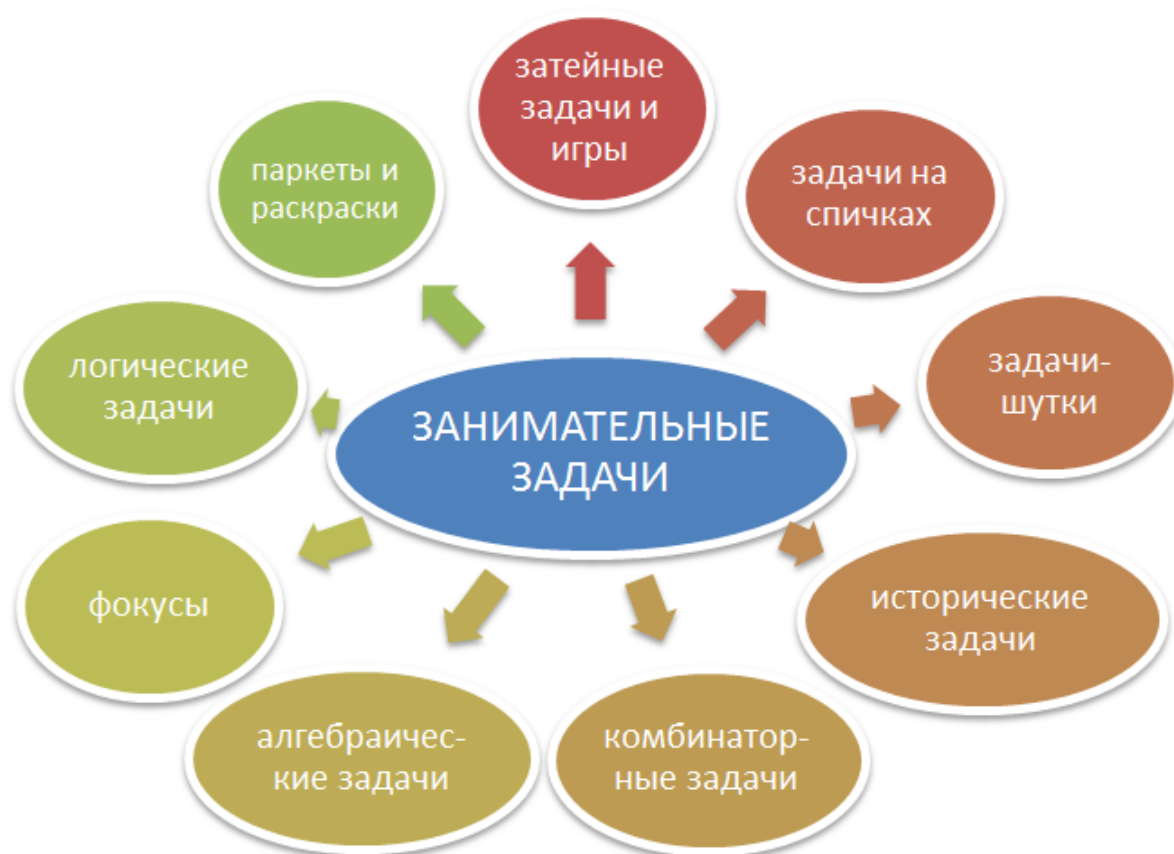 затейные
задачи и
игры
задачи на
спичках
задачи-
шутки
исторические
задачи
комбинатор-
ные задачи
алгебраичес-
кие задачи
фокусы
логические
задачи
паркеты и
раскраски
ЗАНИМАТЕЛЬНЫЕ
ЗАДАЧИ